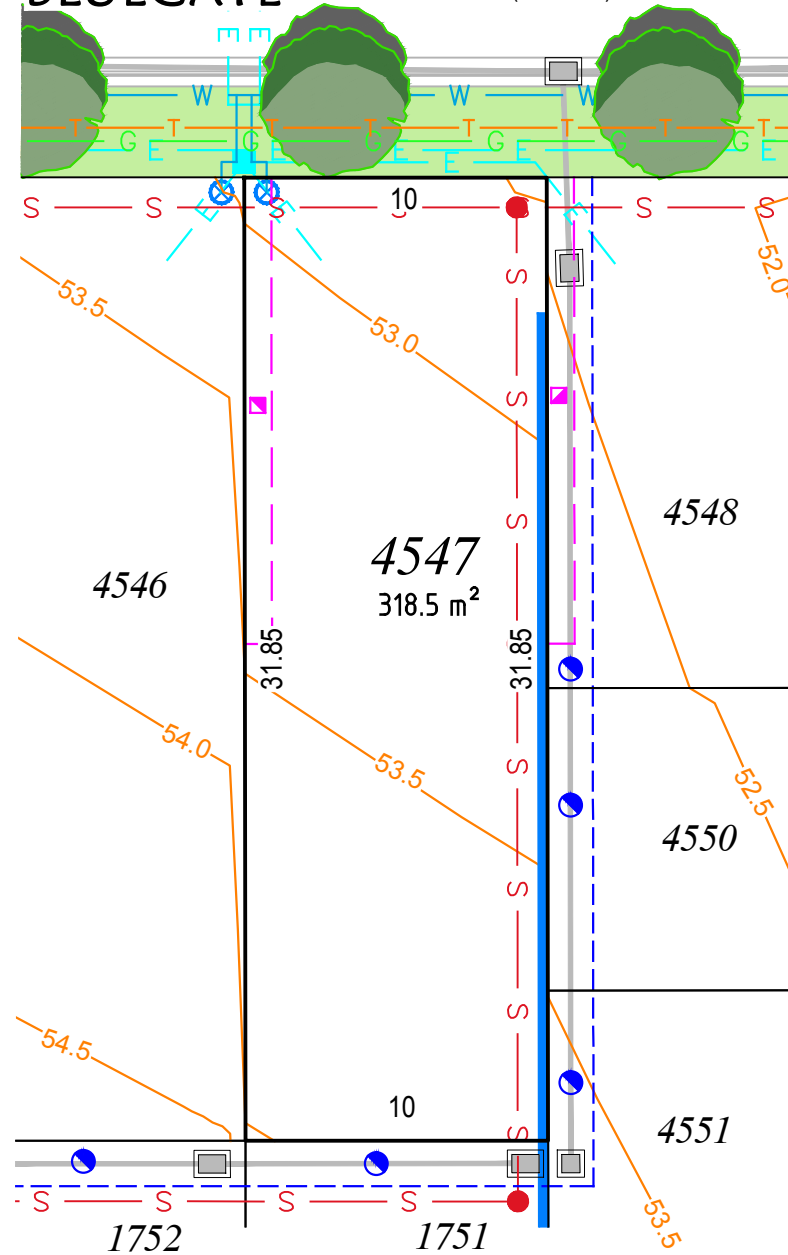 E E
W W W
T T T T T T T
G G G G
E E E E
S S S S S S S
10
E E E
S
52.0
53.5
53.0
S
S
4548
4547
4546
318.5 m²
31.85
31.85
54.0
S
53.5
52.5
4550
S
S
54.5
10
4551
S
S S S S
53.5
1752
1751